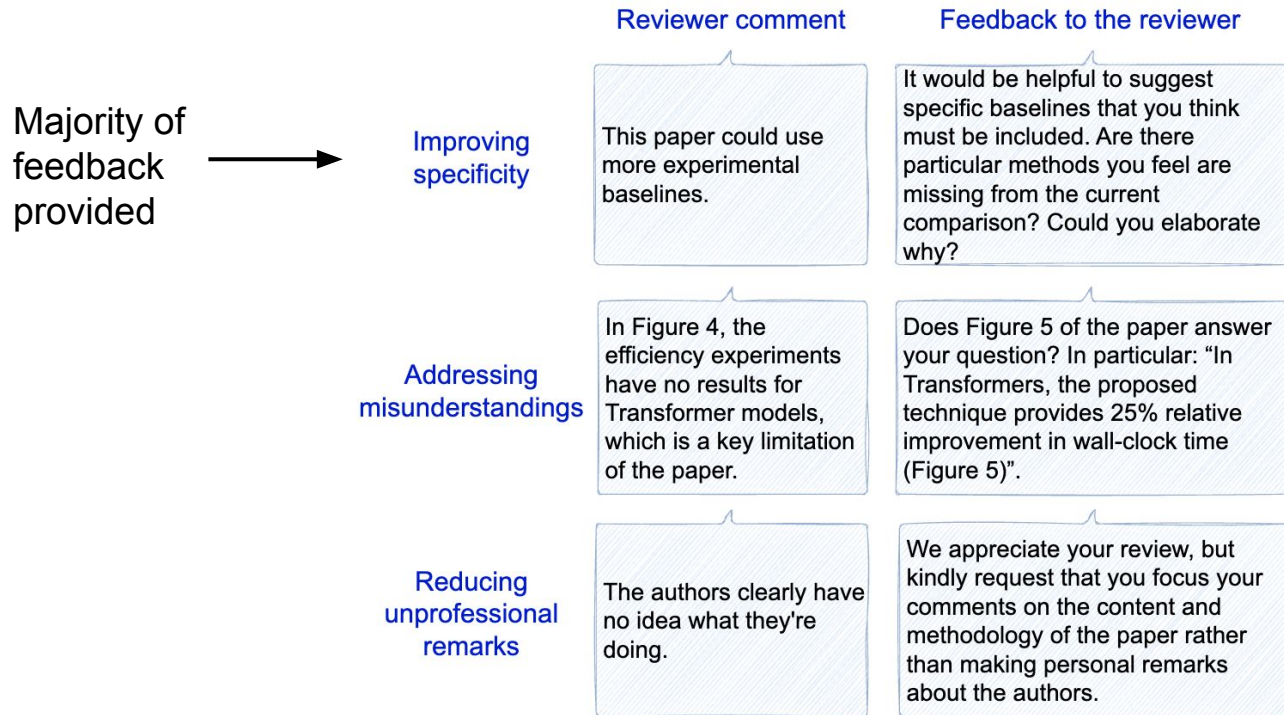 Reviewer comment
Feedback to the reviewer
Majority of
feedback
provided
Improving
specificity
This paper could use
more experimental
baselines.
It would be helpful to suggest
specific baselines that you think
must be included. Are there
particular methods you feel are
missing from the current
comparison? Could you elaborate
why?
Addressing
misunderstandings
In Figure 4, the
efficiency experiments
have no results for
Transformer models,
which is a key limitation
of the paper.
Does Figure 5 of the paper answer
your question? In particular: “In
Transformers, the proposed
technique provides 25% relative
improvement in wall-clock time
(Figure 5)”.
Reducing
unprofessional
remarks
The authors clearly have
no idea what they're
doing.
We appreciate your review, but
kindly request that you focus your
comments on the content and
methodology of the paper rather
than making personal remarks
about the authors.